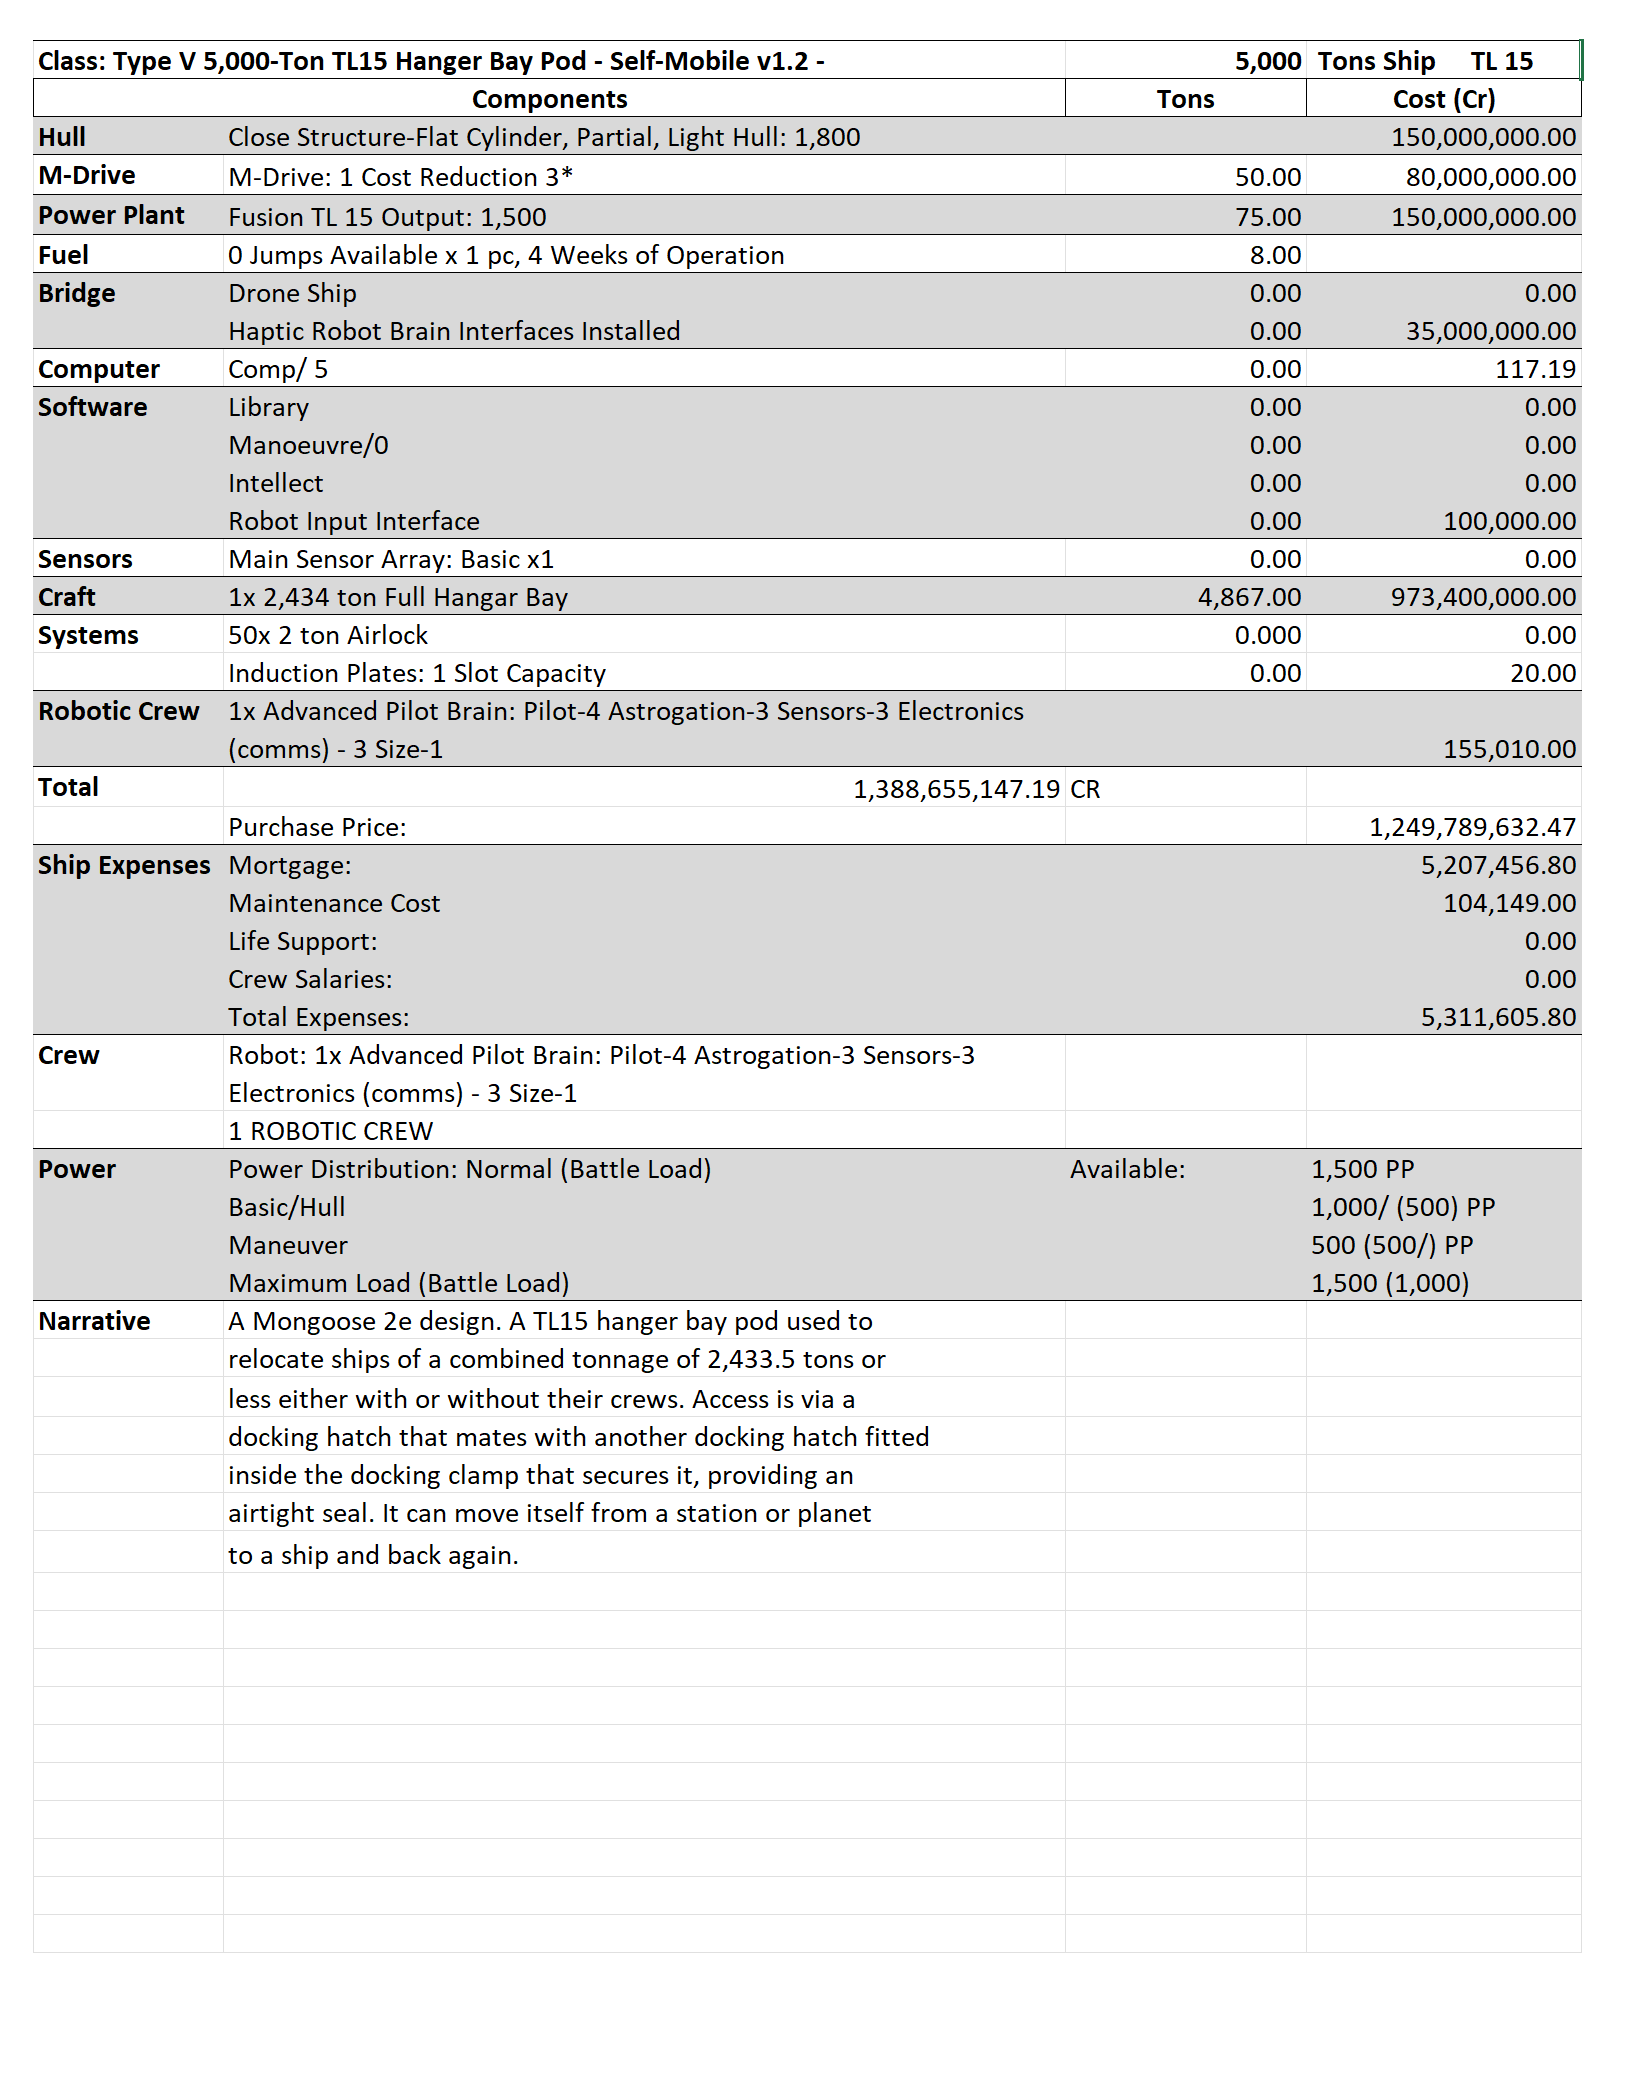 Class: Type V 5,000-Ton TL15 Hanger Bay Pod - Self-Mobile v1.2 - 5,000 Tons Ship TL 15
Components Tons Cost (Cr)
Hull Close Structure-Flat Cylinder, Partial, Light Hull: 1,800 150,000,000.00
M-Drive M-Drive: 1 Cost Reduction 3* 50.00 80,000,000.00
Power Plant Fusion TL 15 Output: 1,500 75.00 150,000,000.00
Fuel 0 Jumps Available x 1 pc, 4 Weeks of Operation 8.00
Bridge Drone Ship 0.00 0.00
Haptic Robot Brain Interfaces Installed 0.00 35,000,000.00
Computer Comp/ 5 0.00 117.19
Software Library 0.00 0.00
Manoeuvre/0 0.00 0.00
Intellect 0.00 0.00
Robot Input Interface 0.00 100,000.00
Sensors Main Sensor Array: Basic x1 0.00 0.00
Craft 1x 2,434 ton Full Hangar Bay 4,867.00 973,400,000.00
Systems 50x 2 ton Airlock 0.000 0.00
Induction Plates: 1 Slot Capacity 0.00 20.00
Robotic Crew 1x Advanced Pilot Brain: Pilot-4 Astrogation-3 Sensors-3 Electronics
(comms) - 3 Size-1 155,010.00
Total 1,388,655,147.19 CR
Purchase Price: 1,249,789,632.47
Ship Expenses Mortgage: 5,207,456.80
Maintenance Cost 104,149.00
Life Support: 0.00
Crew Salaries: 0.00
Total Expenses: 5,311,605.80
Crew Robot: 1x Advanced Pilot Brain: Pilot-4 Astrogation-3 Sensors-3
Electronics (comms) - 3 Size-1
1 ROBOTIC CREW
Power Power Distribution: Normal (Battle Load) Available: 1,500 PP
Basic/Hull 1,000/ (500) PP
Maneuver 500 (500/) PP
Maximum Load (Battle Load) 1,500 (1,000)
Narrative A Mongoose 2e design. A TL15 hanger bay pod used to
relocate ships of a combined tonnage of 2,433.5 tons or
less either with or without their crews. Access is via a
docking hatch that mates with another docking hatch fitted
inside the docking clamp that secures it, providing an
airtight seal. It can move itself from a station or planet
to a ship and back again.